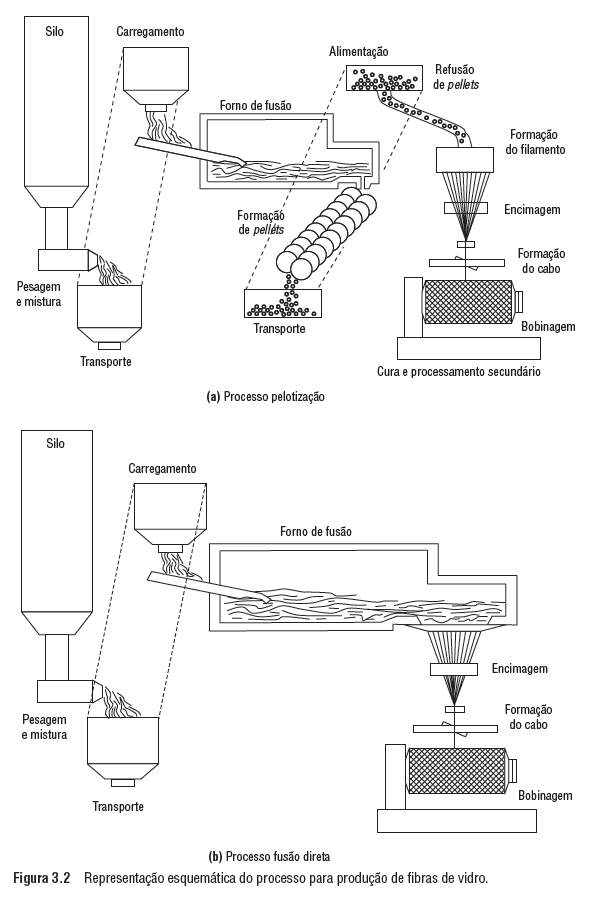 Silo
Carregamento
Alimentação
Refusão
de pellets
Forno de fusão
Formação
do filamento
Formação
de pellets
Encimagem
Formação
do cabo
Pesagem
e mistura
Bobinagem
Transporte
Transporte
Cura e processamento secundário
(a) Processo pelotização
Silo
Carregamento
Forno de fusão
Encimagem
Formação
do cabo
Pesagem
e mistura
Bobinagem
Transporte
(b) Processo fusão direta
Figura 3.2 Representação esquemática do processo para produção de fibras de vidro.